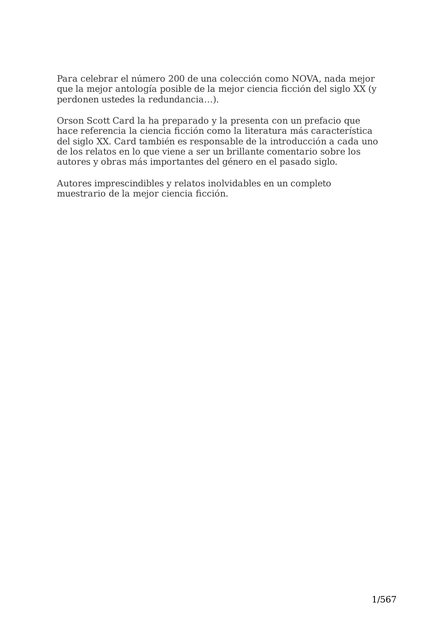 Para celebrar el número 200 de una colección como NOVA, nada mejor
que la mejor antología posible de la mejor ciencia ficción del siglo XX (y
perdonen ustedes la redundancia...).
Orson Scott Card la ha preparado y la presenta con un prefacio que
hace referencia la ciencia ficción como la literatura más característica
del siglo XX. Card también es responsable de la introducción a cada uno
de los relatos en lo que viene a ser un brillante comentario sobre los
autores y obras más importantes del género en el pasado siglo.
Autores imprescindibles y relatos inolvidables en un completo
muestrario de la mejor ciencia ficción.
1/567